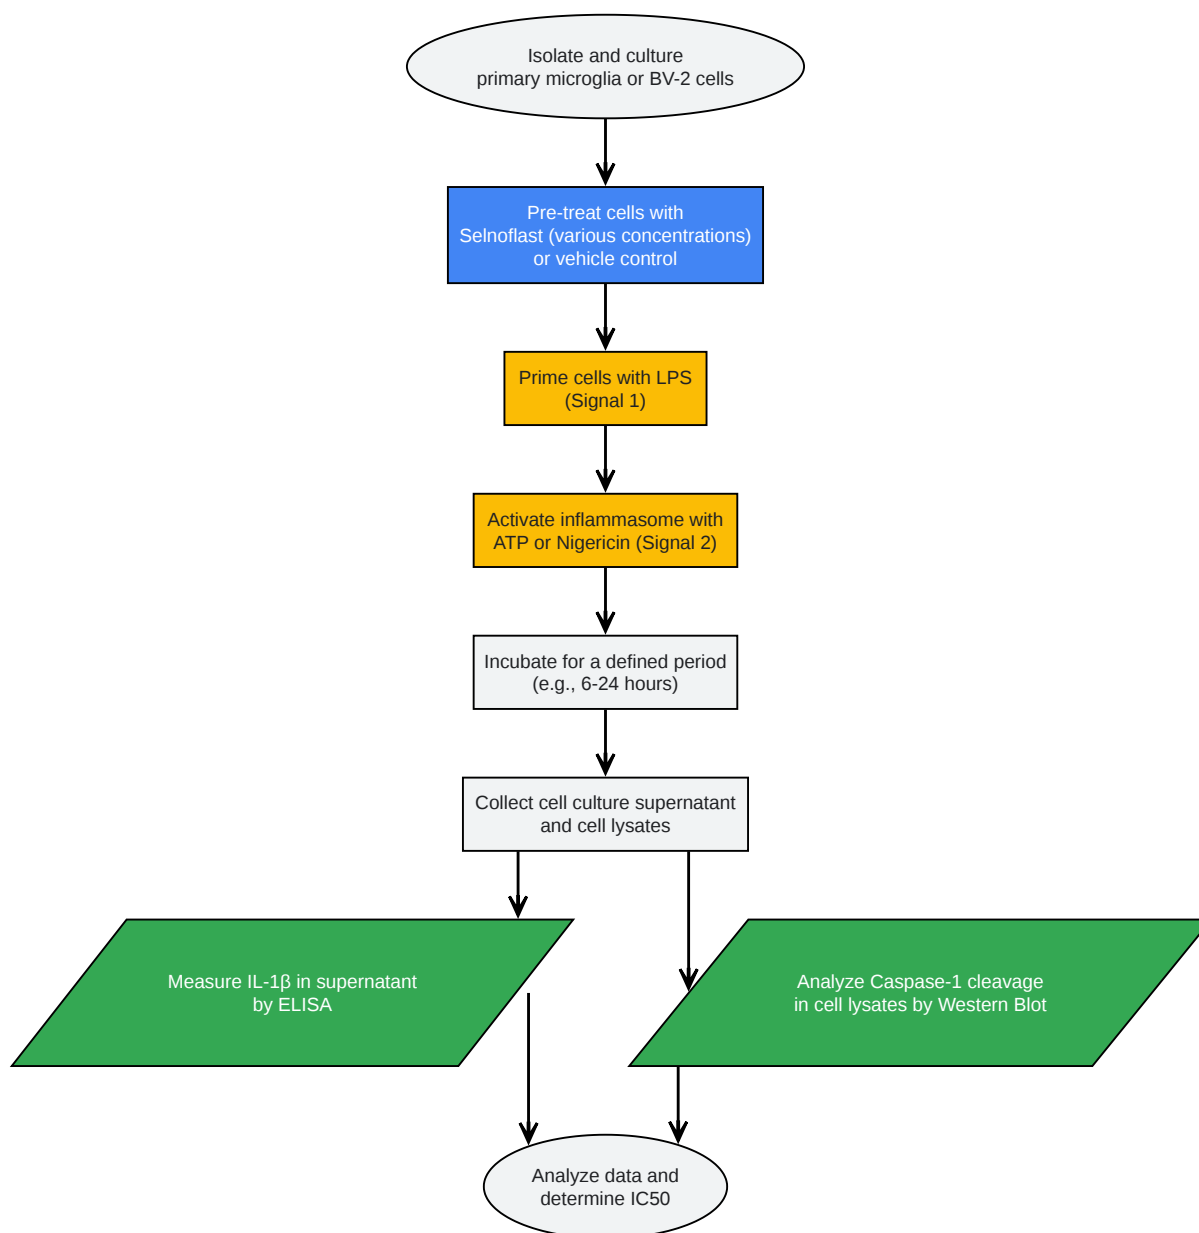 Isolate and culture
primary microglia or BV-2 cells
Pre-treat cells with
Selnoflast (various concentrations)
or vehicle control
Prime cells with LPS
(Signal 1)
Activate inflammasome with
ATP or Nigericin (Signal 2)
Incubate for a defined period
(e.g., 6-24 hours)
Collect cell culture supernatant
and cell lysates
Measure IL-1β in supernatant
by ELISA
Analyze Caspase-1 cleavage
in cell lysates by Western Blot
Analyze data and
determine IC50